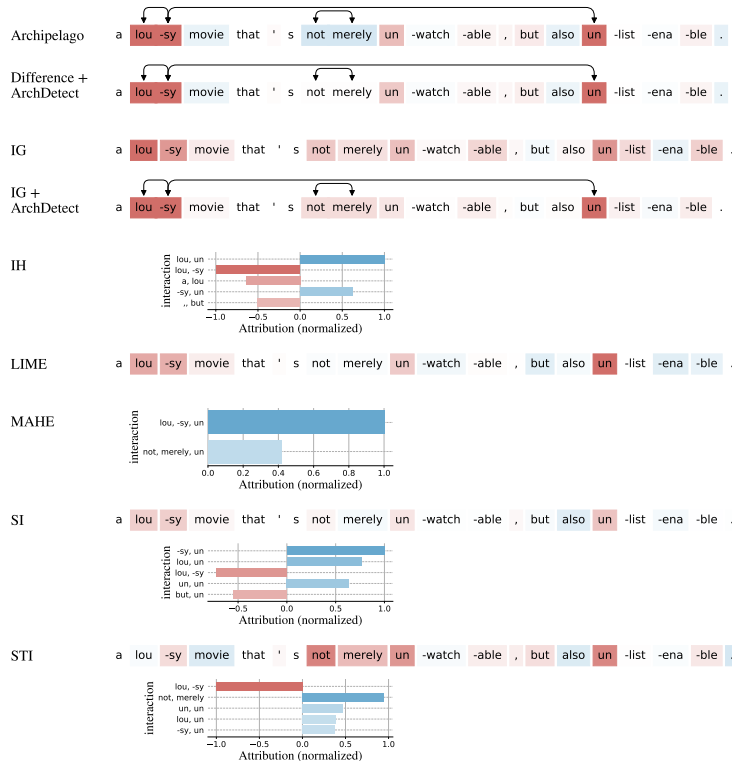 Archipelago a lou -sy movie that ' s not merely un -watch -able , but also un -list -ena -ble .
Difference +
ArchDetect a lou -sy movie that ' s not merely un -watch -able , but also un -list -ena -ble .
IG a lou -sy movie that ' s not merely un -watch -able , but also un -list -ena -ble .
IG +
ArchDetect a lou -sy movie that ' s not merely un -watch -able , but also un -list -ena -ble .
IH
interaction
lou, un
lou, -sy
a, lou
-sy, un
,, but
−1.0 −0.5 0.0 0.5 1.0
Attribution (normalized)
LIME a lou -sy movie that ' s not merely un -watch -able , but also un -list -ena -ble .
MAHE
interaction
lou, -sy, un
not, merely, un
0.0 0.2 0.4 0.6 0.8 1.0
Attribution (normalized)
SI a lou -sy movie that ' s not merely un -watch -able , but also un -list -ena -ble .
interaction
-sy, un
lou, un
lou, -sy
un, un
but, un
−0.5 0.0 0.5 1.0
Attribution (normalized)
STI a lou -sy movie that ' s not merely un -watch -able , but also un -list -ena -ble .
interaction
lou, -sy
not, merely
un, un
lou, un
-sy, un
−1.0 −0.5 0.0 0.5 1.0
Attribution (normalized)